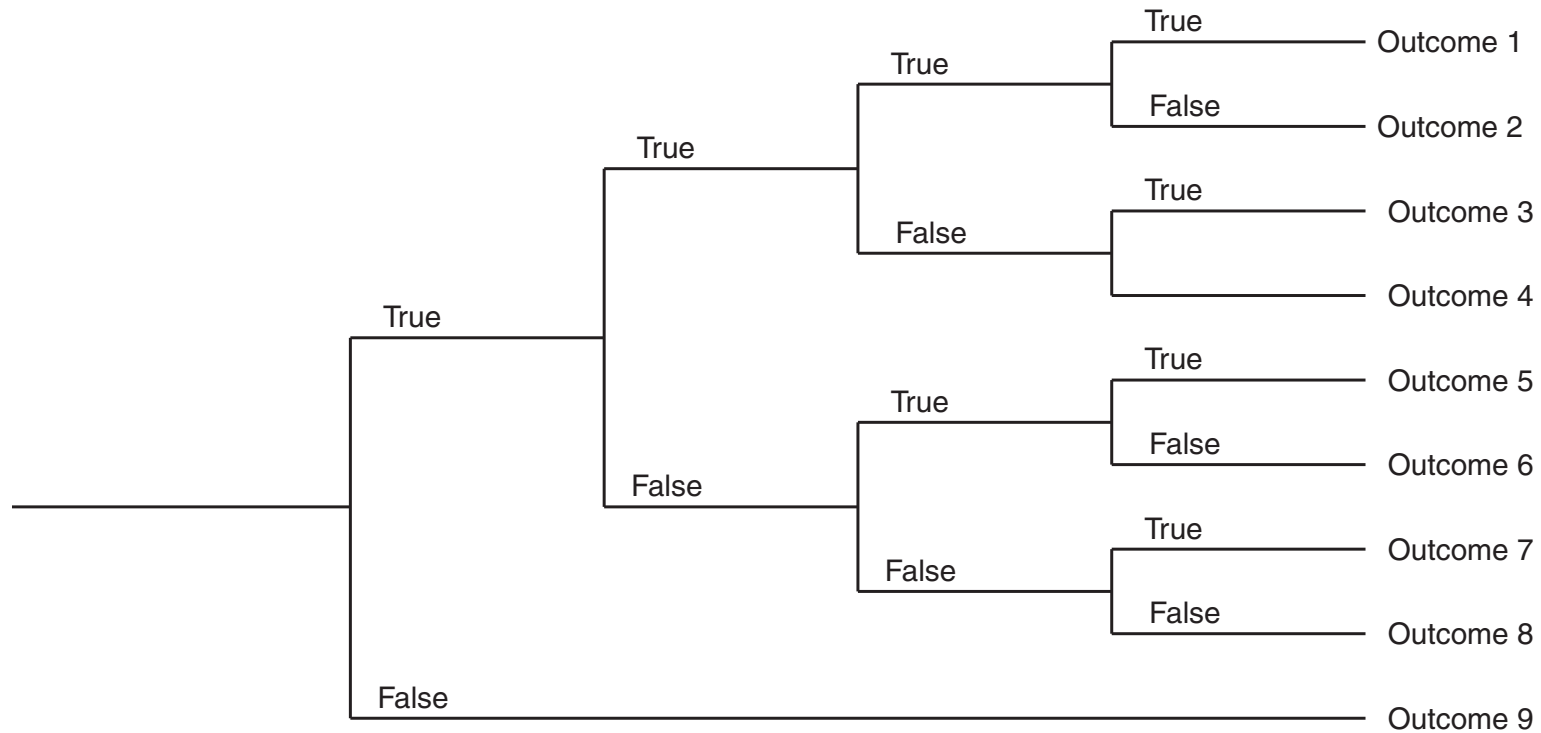 True
Outcome 1
True
False
Outcome 2
True
True
Outcome 3
False
Outcome 4
True
True
Outcome 5
True
False
Outcome 6
False
True
Outcome 7
False
False
Outcome 8
False
Outcome 9